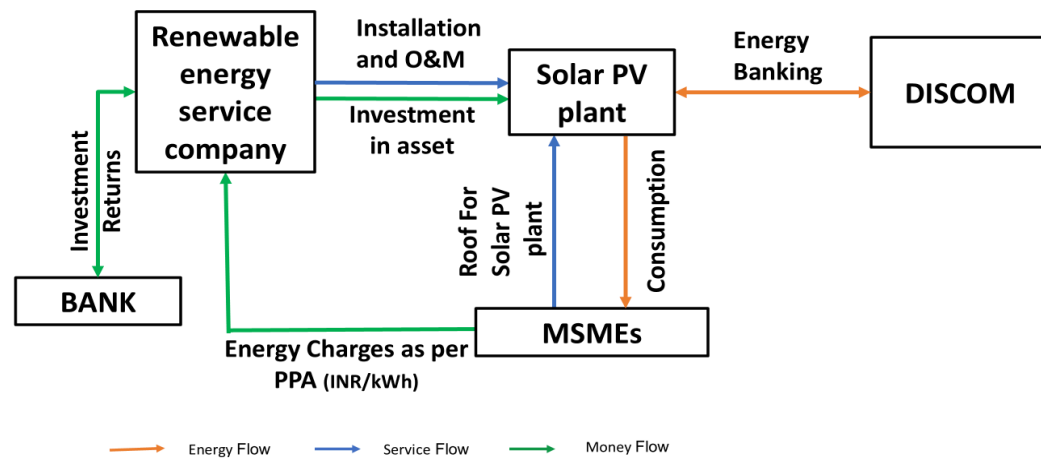 Renewable
energy
service
company
Installation
and O&M
Investment
in asset
Solar PV
plant
Energy
Banking
DISCOM
Investment
Returns
BANK
Roof For
Solar PV
plant
Consumption
MSMEs
Energy Charges as per
PPA (INR/kWh)
Energy Flow
Service Flow
Money Flow